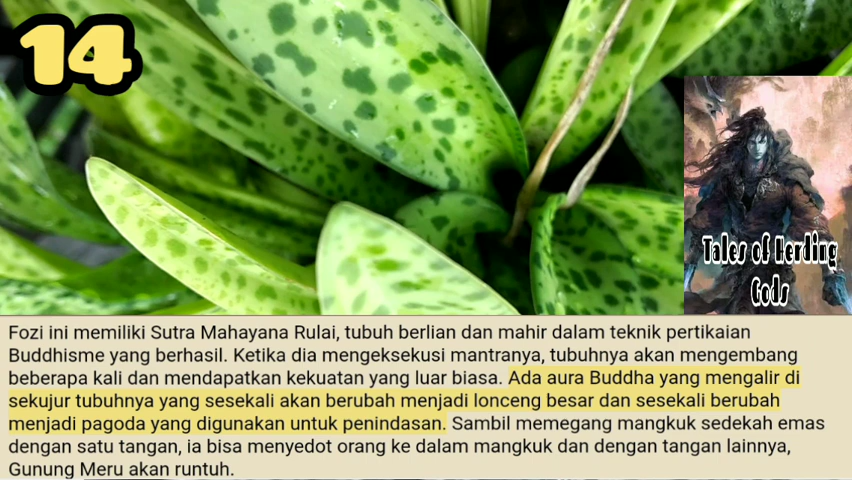 14
Tales of Herding
Gods
Fozi ini memiliki Sutra Mahayana Rulai, tubuh berlian dan mahir dalam teknik pertikaian
Buddhisme yang berhasil. Ketika dia mengeksekusi mantranya, tubuhnya akan mengembang
beberapa kali dan mendapatkan kekuatan yang luar biasa. Ada aura Buddha yang mengalir di
sekujur tubuhnya yang sesekali akan berubah menjadi lonceng besar dan sesekali berubah
menjadi pagoda yang digunakan untuk penindasan. Sambil memegang mangkuk sedekah emas
dengan satu tangan, ia bisa menyedot orang ke dalam mangkuk dan dengan tangan lainnya,
Gunung Meru akan runtuh.